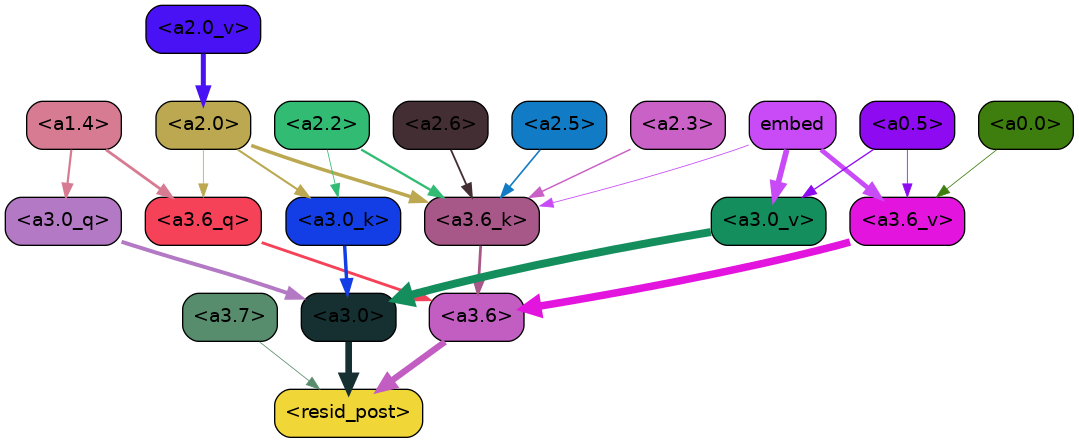 <a2.0_v>
<a1.4> <a2.0> <a2.2> <a2.6> <a2.5> <a2.3> embed <a0.5> <a0.0>
<a3.0_q> <a3.6_q> <a3.0_k> <a3.6_k> <a3.0_v> <a3.6_v>
<a3.7> <a3.0> <a3.6>
<resid_post>